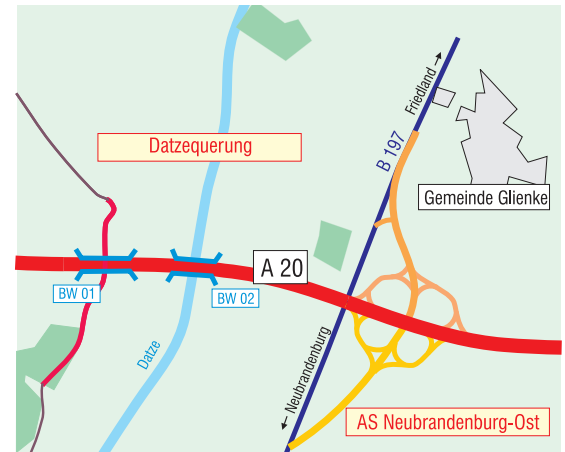 Friedland
B 197
Datzequerung
Gemeinde Glienke
A 20
BW 01
BW 02
Datze
Neubrandenburg
AS Neubrandenburg-Ost